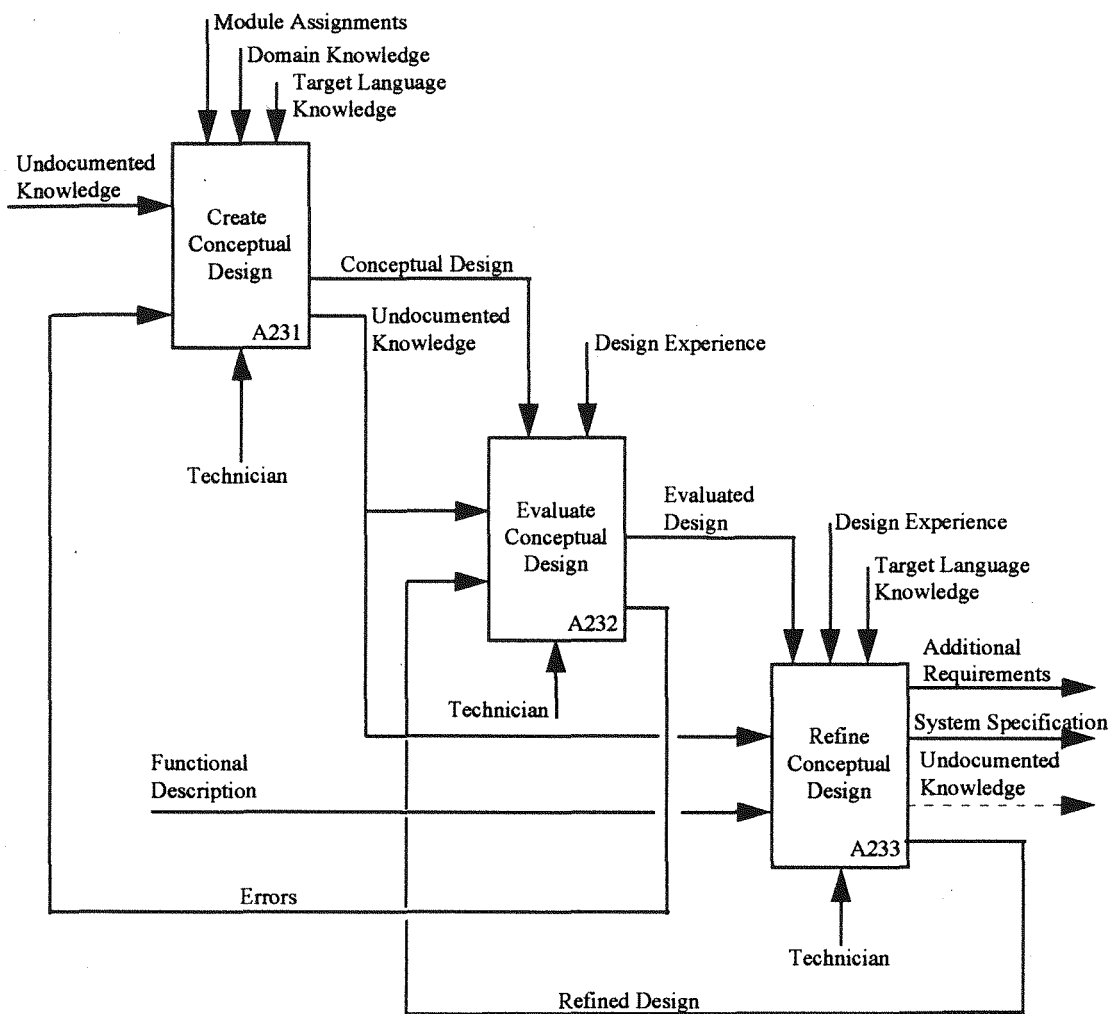 Module Assignments
Domain Knowledge
Target Language
Knowledge
Undocumented
Knowledge
Create
Conceptual
Design
A231
Conceptual Design
Undocumented
Knowledge
Design Experience
Technician
Evaluate
Conceptual
Design
A232
Evaluated
Design
Design Experience
Target Language
Knowledge
Technician
Additional
Requirements
System Specification
Undocumented
Knowledge
Refine
Conceptual
Design
A233
Functional
Description
Errors
Technician
Refined Design